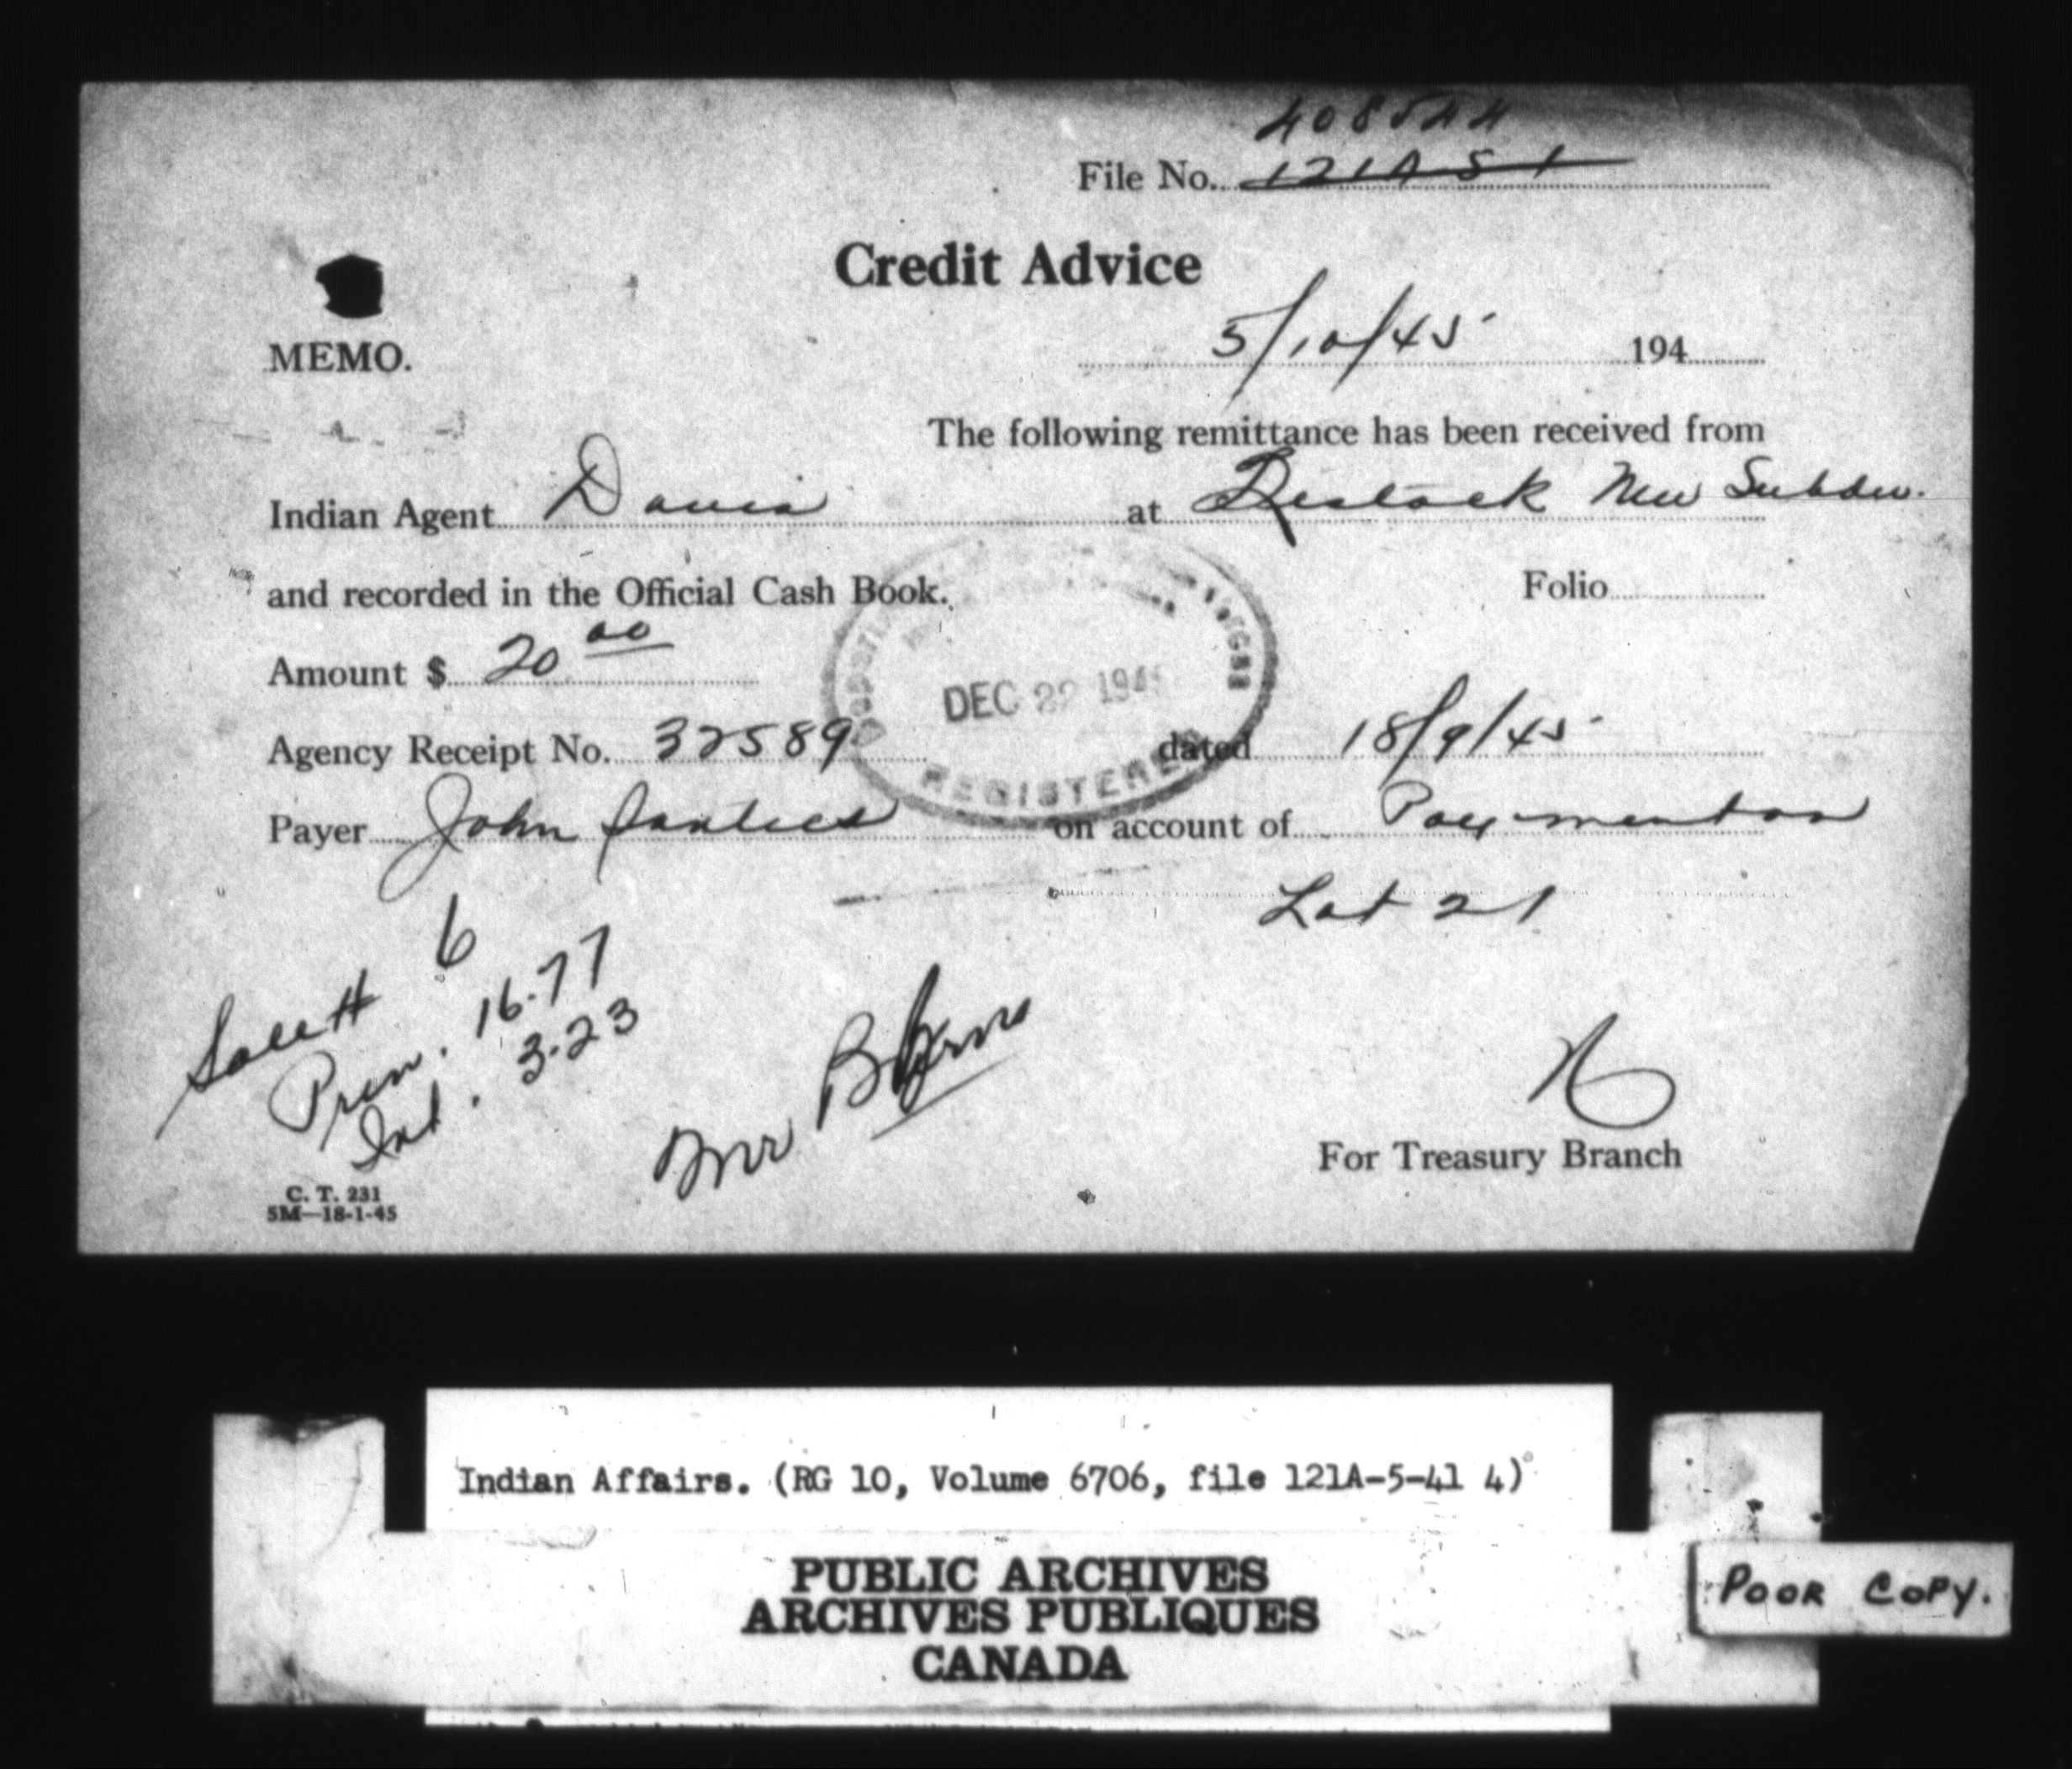 408544
File No. 121A-5-1
Credit Advice
MEMO.
5/10/45 194
The following remittance has been received from
Indian Agent Davis at New Subdiv.
and recorded in the Official Cash Book. Folio
Amount $ 20 00
DEC 22 194
Agency Receipt No. 32589 dated 18/9/45
REGISTERED
Payer John on account of Payment on
Lot 21
6
Prin. 16.77
Int. 3.23
Mr
For Treasury Branch
C. T. 231
5M—18-1-45
Indian Affairs. (RG 10, Volume 6706, file 121A-5-41 4)
PUBLIC ARCHIVES
ARCHIVES PUBLIQUES
CANADA
POOR COPY.